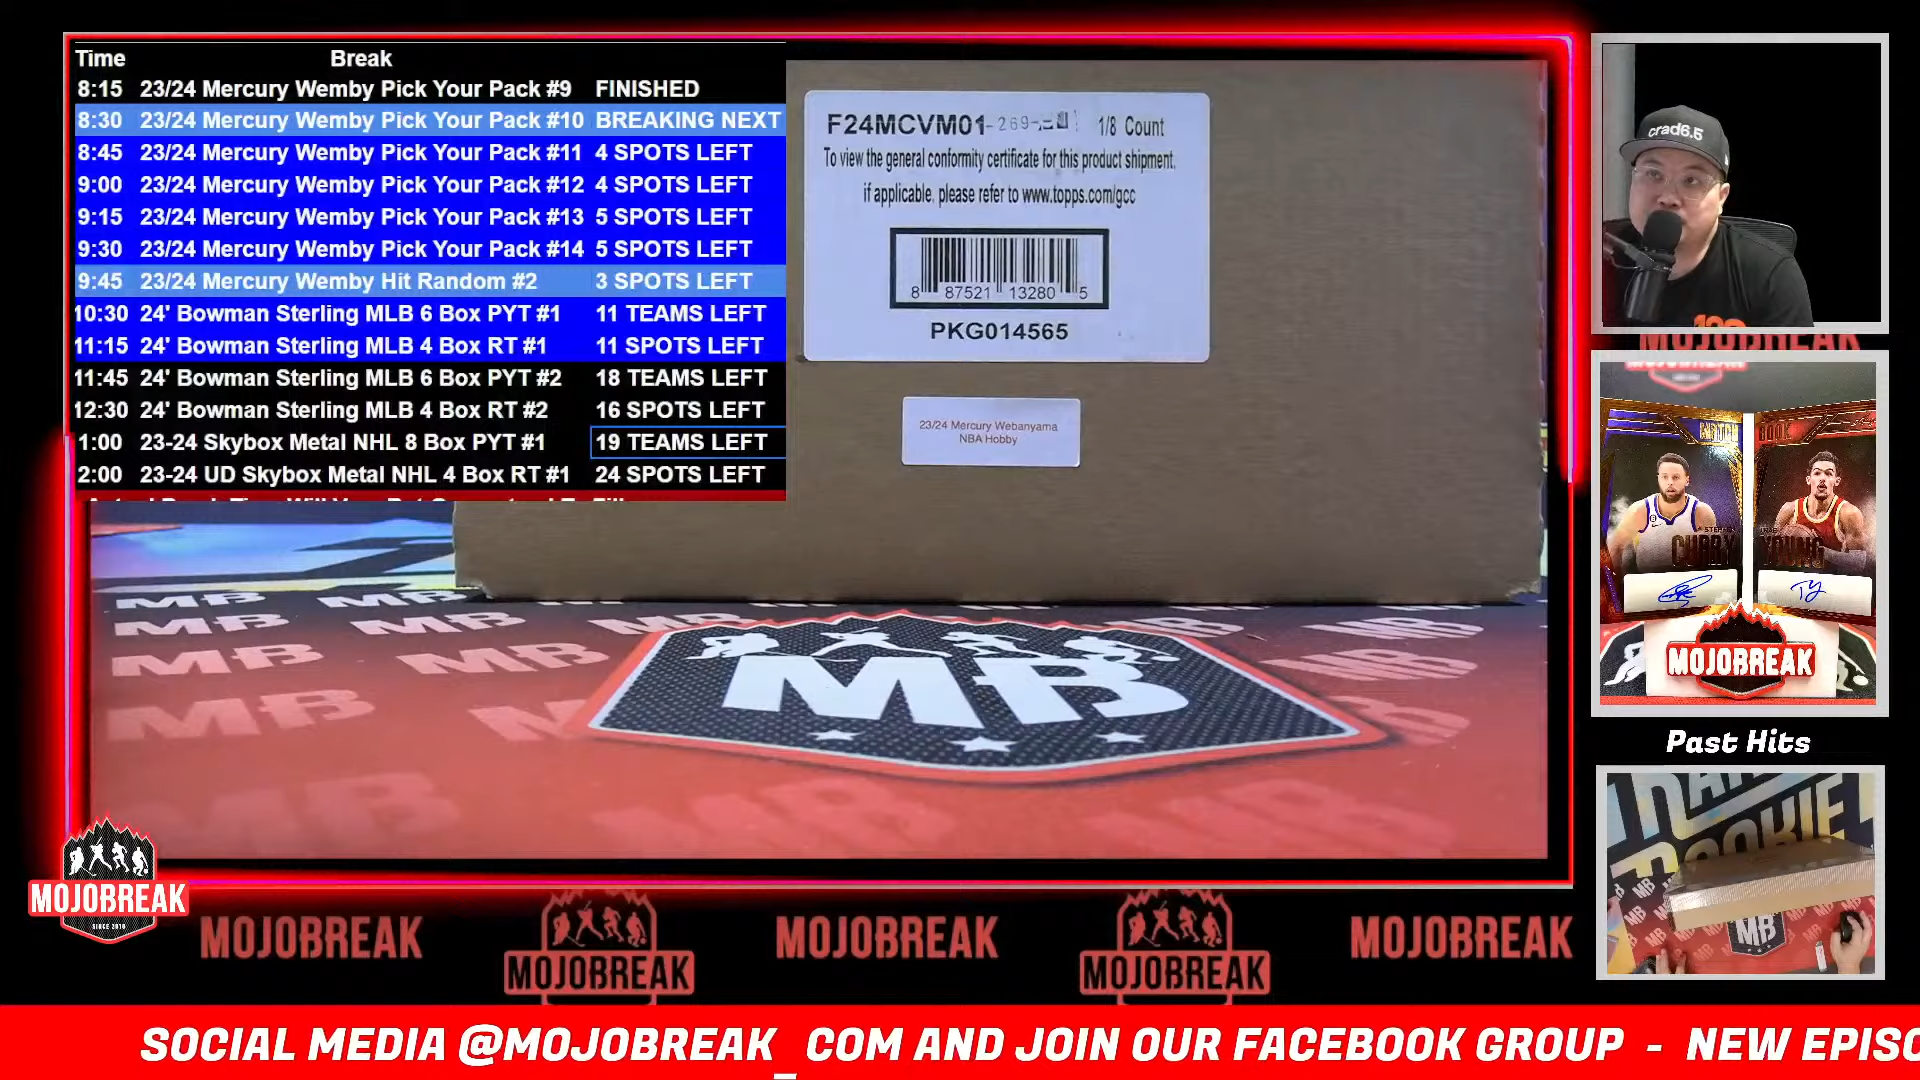 Time Break
8:15 23/24 Mercury Wemby Pick Your Pack #9 FINISHED
8:30 23/24 Mercury Wemby Pick Your Pack #10 BREAKING NEXT
8:45 23/24 Mercury Wemby Pick Your Pack #11 4 SPOTS LEFT
9:00 23/24 Mercury Wemby Pick Your Pack #12 4 SPOTS LEFT
9:15 23/24 Mercury Wemby Pick Your Pack #13 5 SPOTS LEFT
9:30 23/24 Mercury Wemby Pick Your Pack #14 5 SPOTS LEFT
9:45 23/24 Mercury Wemby Hit Random #2 3 SPOTS LEFT
10:30 24' Bowman Sterling MLB 6 Box PYT #1 11 TEAMS LEFT
11:15 24' Bowman Sterling MLB 4 Box RT #1 11 SPOTS LEFT
11:45 24' Bowman Sterling MLB 6 Box PYT #2 18 TEAMS LEFT
12:30 24' Bowman Sterling MLB 4 Box RT #2 16 SPOTS LEFT
1:00 23-24 Skybox Metal NHL 8 Box PYT #1 19 TEAMS LEFT
2:00 23-24 UD Skybox Metal NHL 4 Box RT #1 24 SPOTS LEFT
F24MCVM01 1/8 Count
To view the general conformity certificate for this product shipment,
if applicable, please refer to www.topps.com/gcc
8 87521 13280 5
PKG014565
23/24 Mercury Webanyama
NBA Hobby
MB
crad6.5
MOJOBREAK
CURRY YOUNG
MOJOBREAK
Past Hits
ROOKIE
MB
MOJOBREAK
SINCE 2010
MOJOBREAK MOJOBREAK MOJOBREAK MOJOBREAK MOJOBREAK
SOCIAL MEDIA @MOJOBREAK_COM AND JOIN OUR FACEBOOK GROUP - NEW EPISO